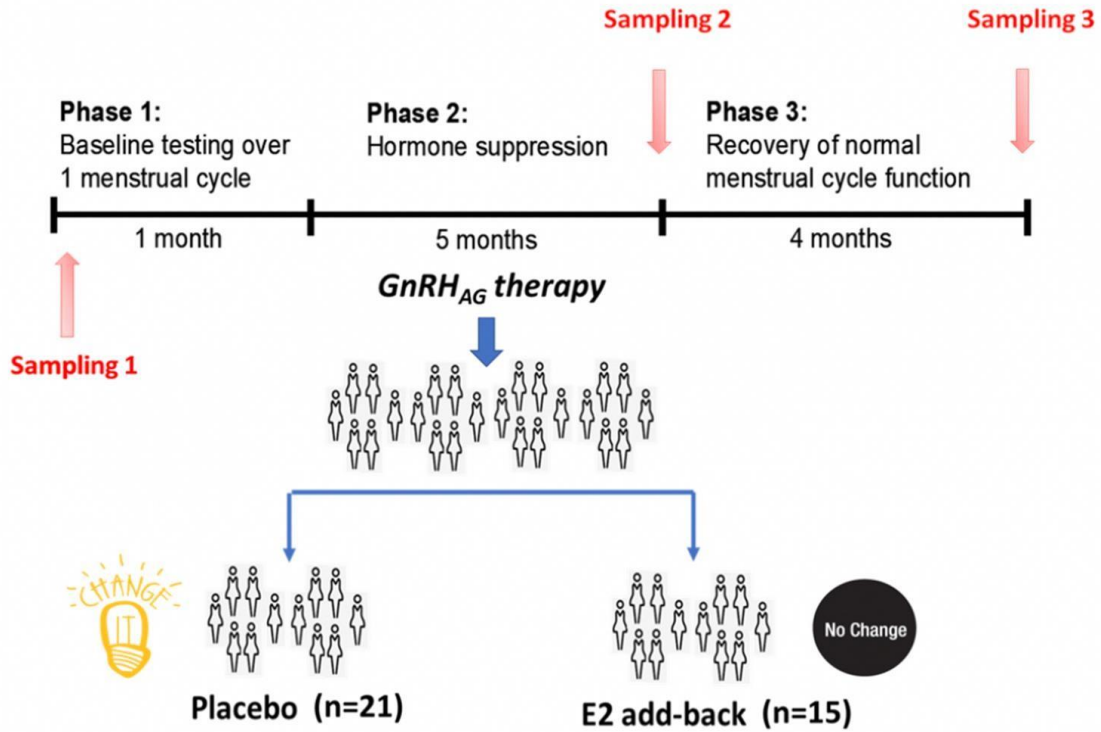 Sampling 2
Sampling 3
Phase 1:
Baseline testing over
1 menstrual cycle
Phase 2:
Hormone suppression
Phase 3:
Recovery of normal
menstrual cycle function
1 month
5 months
4 months
Sampling 1
GnRH_AG therapy
CHANGE
IT
No Change
Placebo (n=21)
E2 add-back (n=15)